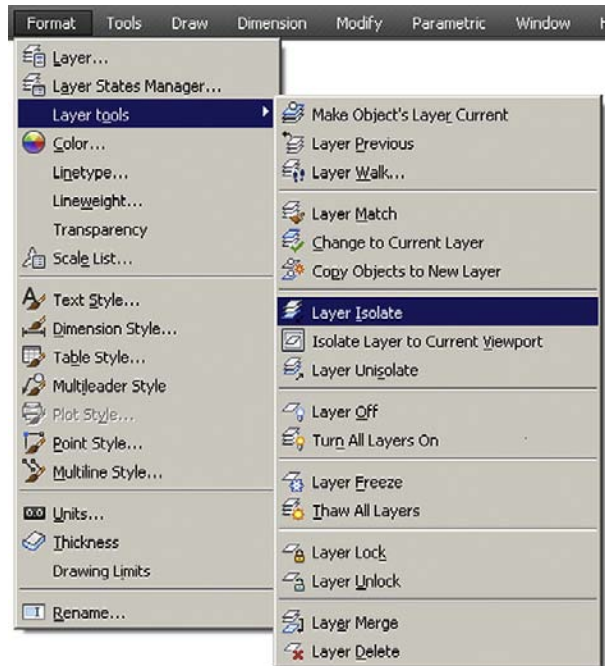 Format Tools Draw Dimension Modify Parametric Window
Layer...
Layer States Manager...
Layer tools
Color...
Linetype...
Lineweight...
Transparency
Scale List...
Text Style...
Dimension Style...
Table Style...
Multileader Style
Plot Style...
Point Style...
Multiline Style...
Units...
Thickness
Drawing Limits
Rename...
Make Object's Layer Current
Layer Previous
Layer Walk...
Layer Match
Change to Current Layer
Copy Objects to New Layer
Layer Isolate
Isolate Layer to Current Viewport
Layer Unisolate
Layer Off
Turn All Layers On
Layer Freeze
Thaw All Layers
Layer Lock
Layer Unlock
Layer Merge
Layer Delete